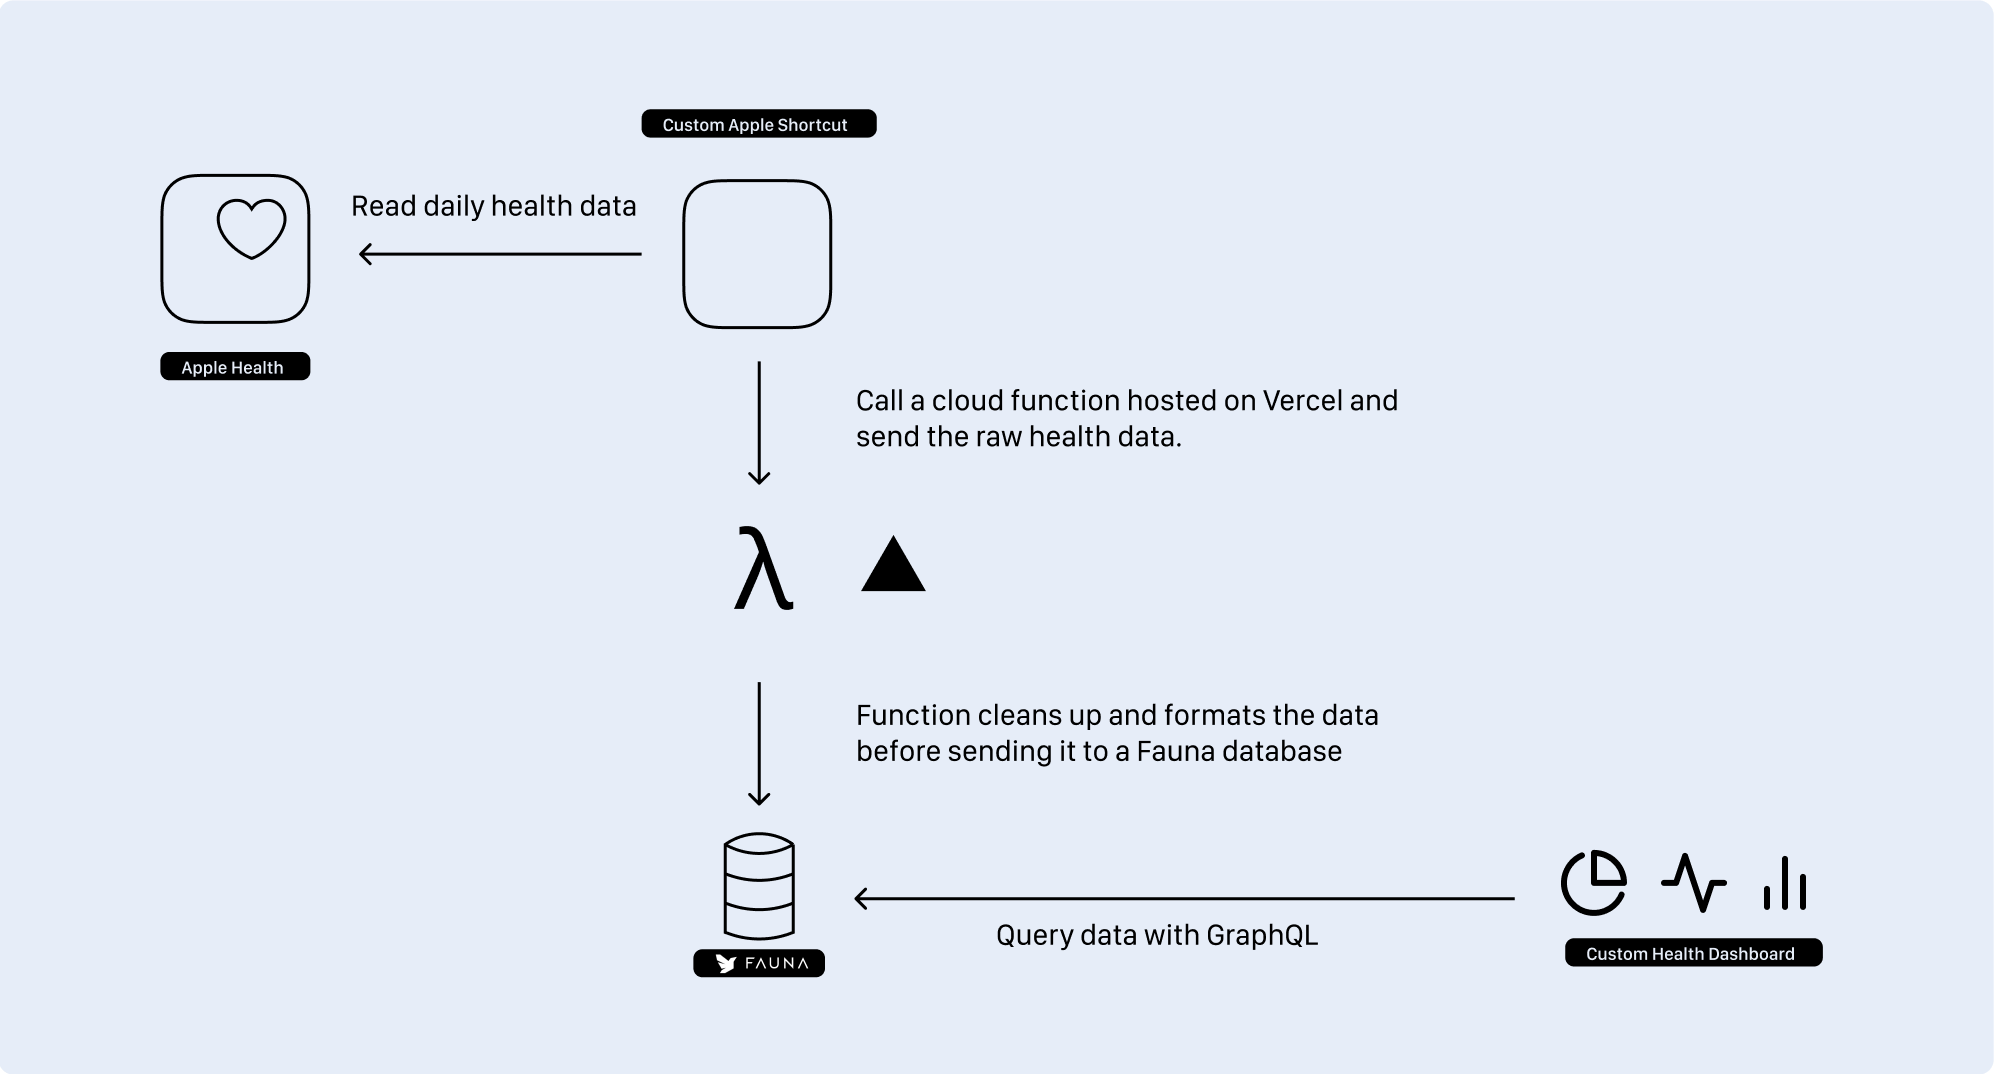 Custom Apple Shortcut
Read daily health data
Apple Health
Call a cloud function hosted on Vercel and
send the raw health data.
λ
Function cleans up and formats the data
before sending it to a Fauna database
Query data with GraphQL
FAUNA
Custom Health Dashboard